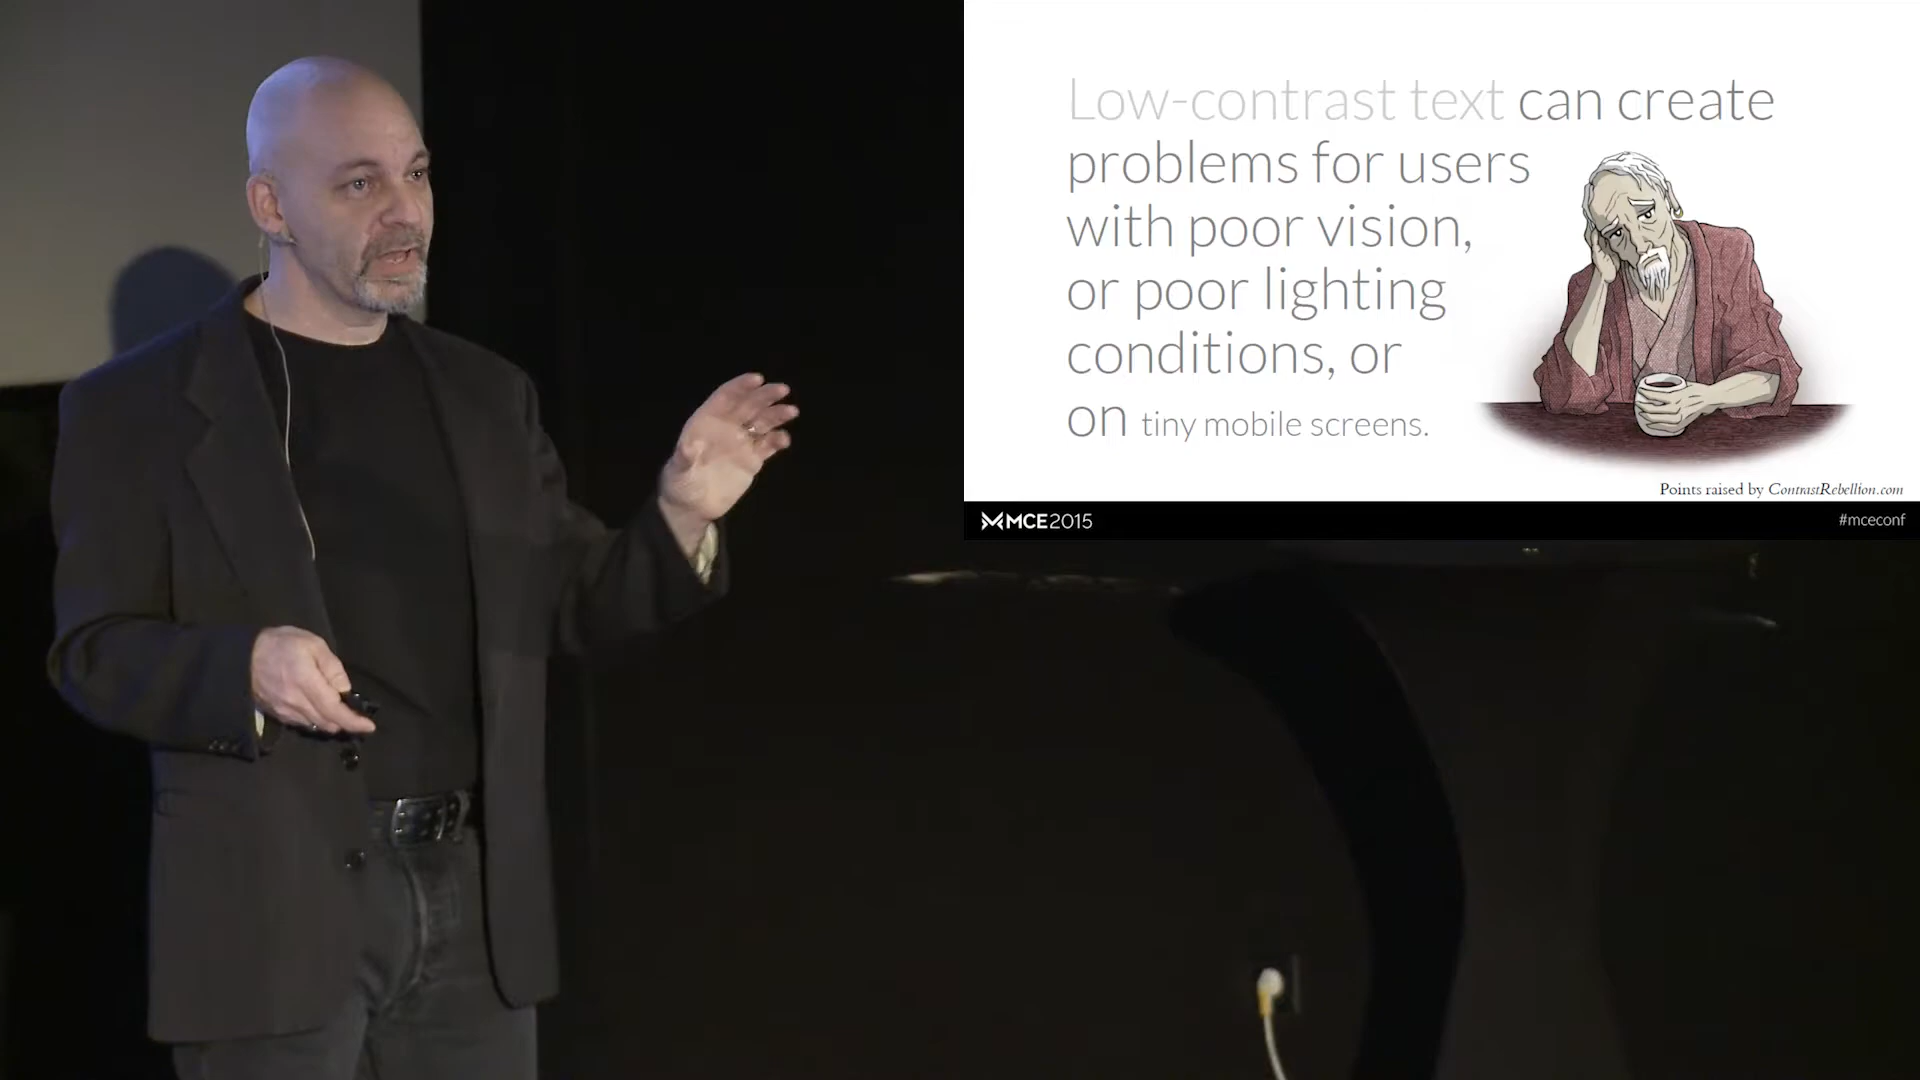 Low-contrast text can create
problems for users
with poor vision,
or poor lighting
conditions, or
on tiny mobile screens.
Points raised by ContrastRebellion.com
MCE2015
#mceconf